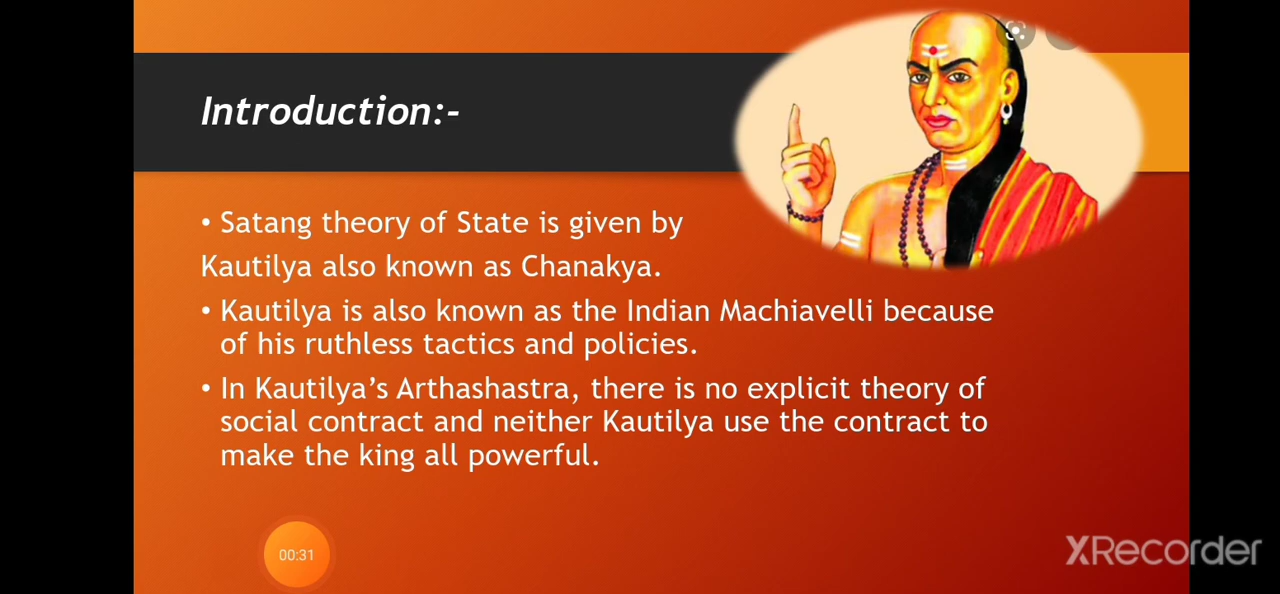 Introduction:-
• Satang theory of State is given by
Kautilya also known as Chanakya.
• Kautilya is also known as the Indian Machiavelli because
of his ruthless tactics and policies.
• In Kautilya’s Arthashastra, there is no explicit theory of
social contract and neither Kautilya use the contract to
make the king all powerful.
00:31
XRecorder